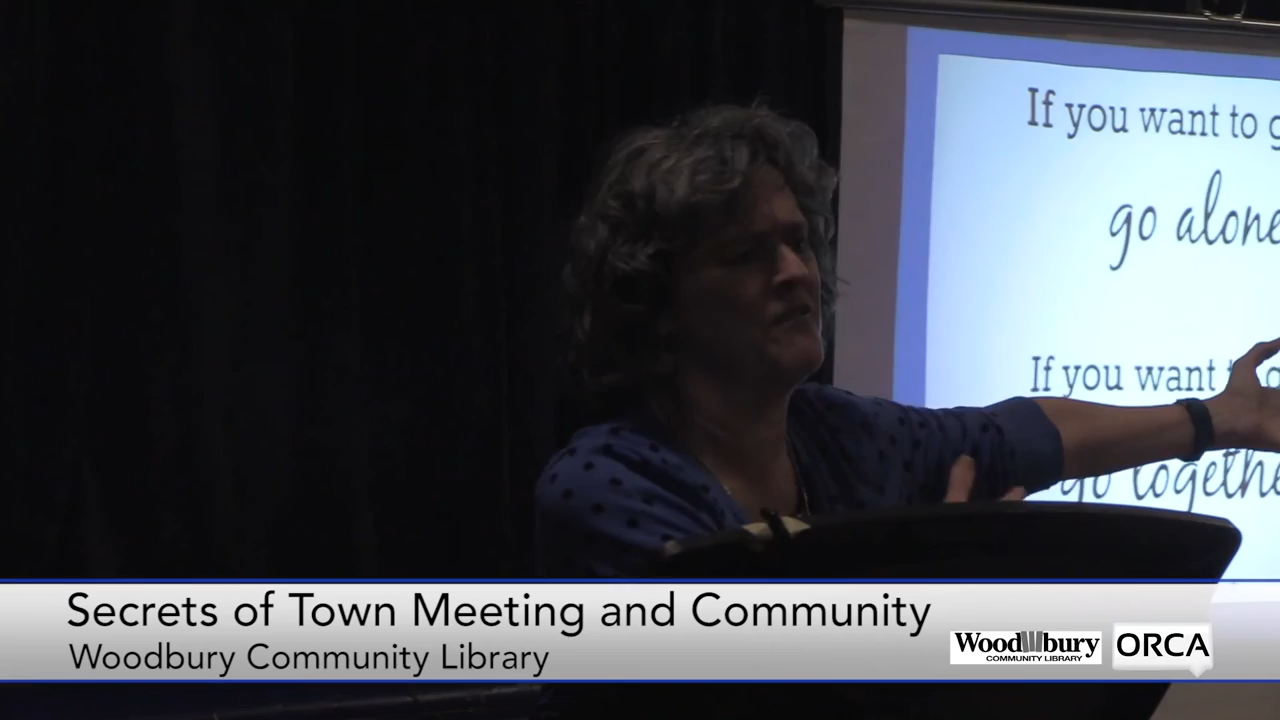 If you want to
go alone
If you want
go togethe
Secrets of Town Meeting and Community
Woodbury Community Library
Woodbury
COMMUNITY LIBRARY
ORCA